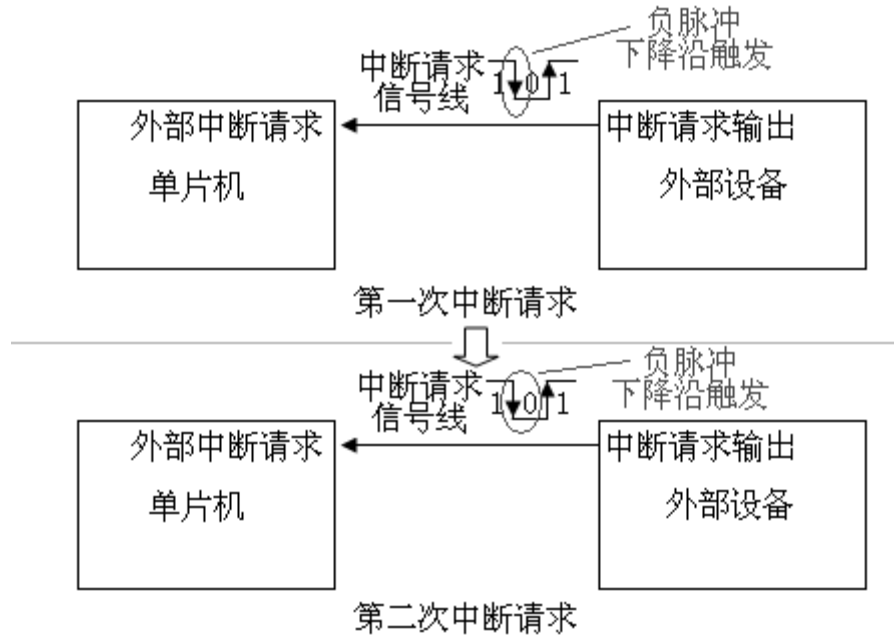 负脉冲
下降沿触发
中断请求
信号线
1 0 1
外部中断请求
单片机
中断请求输出
外部设备
第一次中断请求
负脉冲
下降沿触发
中断请求
信号线
1 0 1
外部中断请求
单片机
中断请求输出
外部设备
第二次中断请求